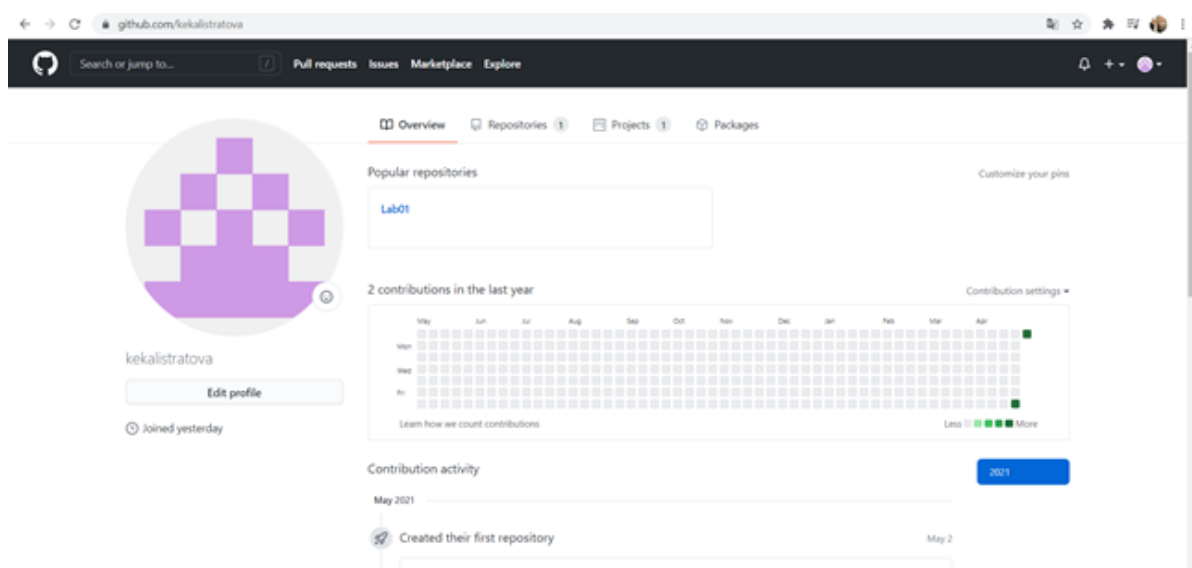 github.com/kekalistratova
Search or jump to... / Pull requests Issues Marketplace Explore
Overview Repositories 1 Projects 1 Packages
Popular repositories Customize your pins
Lab01
2 contributions in the last year Contribution settings
May Jun Jul Aug Sep Oct Nov Dec Jan Feb Mar Apr
Mon
Wed
Fri
Learn how we count contributions Less More
kekalistratova
Edit profile
Joined yesterday
Contribution activity 2021
May 2021
Created their first repository May 2